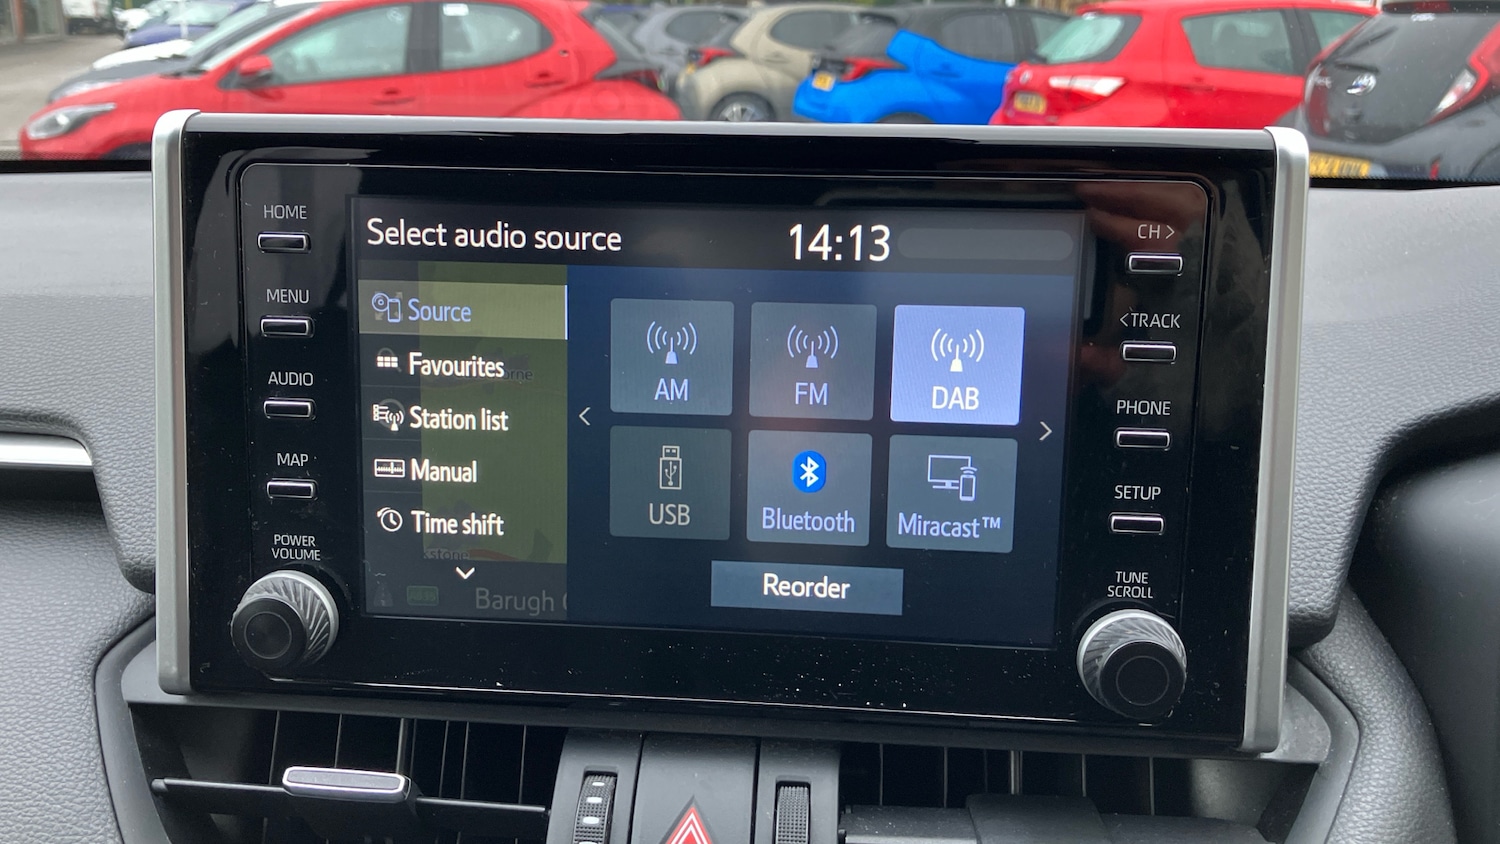 HOME
MENU
AUDIO
MAP
POWER
VOLUME
Select audio source
14:13
Source
Favourites
Station list
Manual
Time shift
Barugh
AM
FM
DAB
USB
Bluetooth
Miracast™
Reorder
CH >
<TRACK
PHONE
SETUP
TUNE
SCROLL